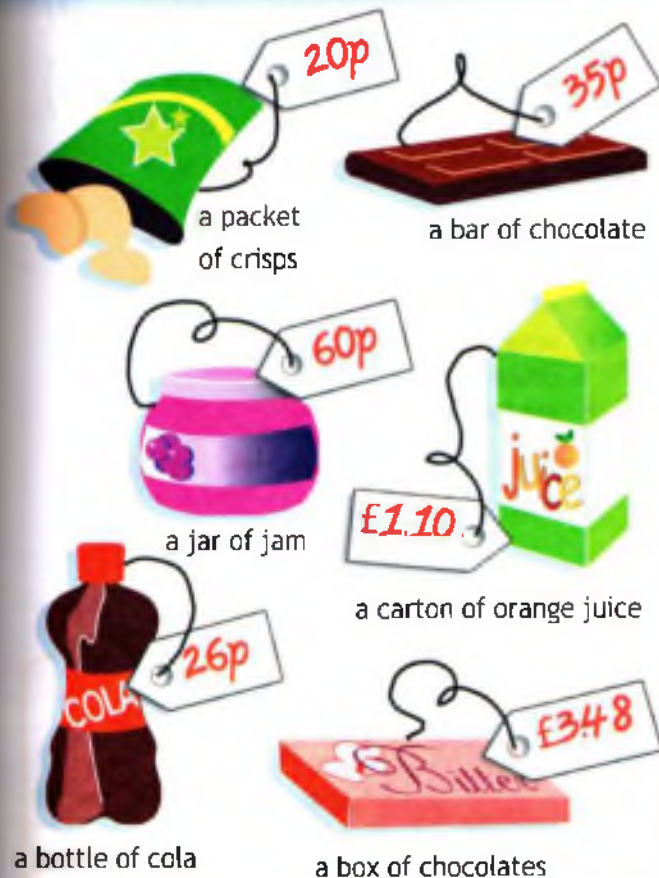 20p
35p
a packet
of crisps
a bar of chocolate
60p
juice
a jar of jam
£1.10
a carton of orange juice
26p
COLA
£3.48
Bitter
a bottle of cola
a box of chocolates